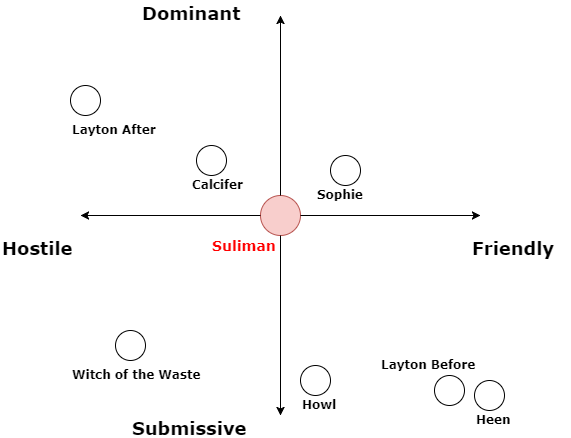 Dominant
Layton After
Calcifer
Sophie
Suliman
Hostile
Friendly
Layton Before
Witch of the Waste
Howl
Heen
Submissive